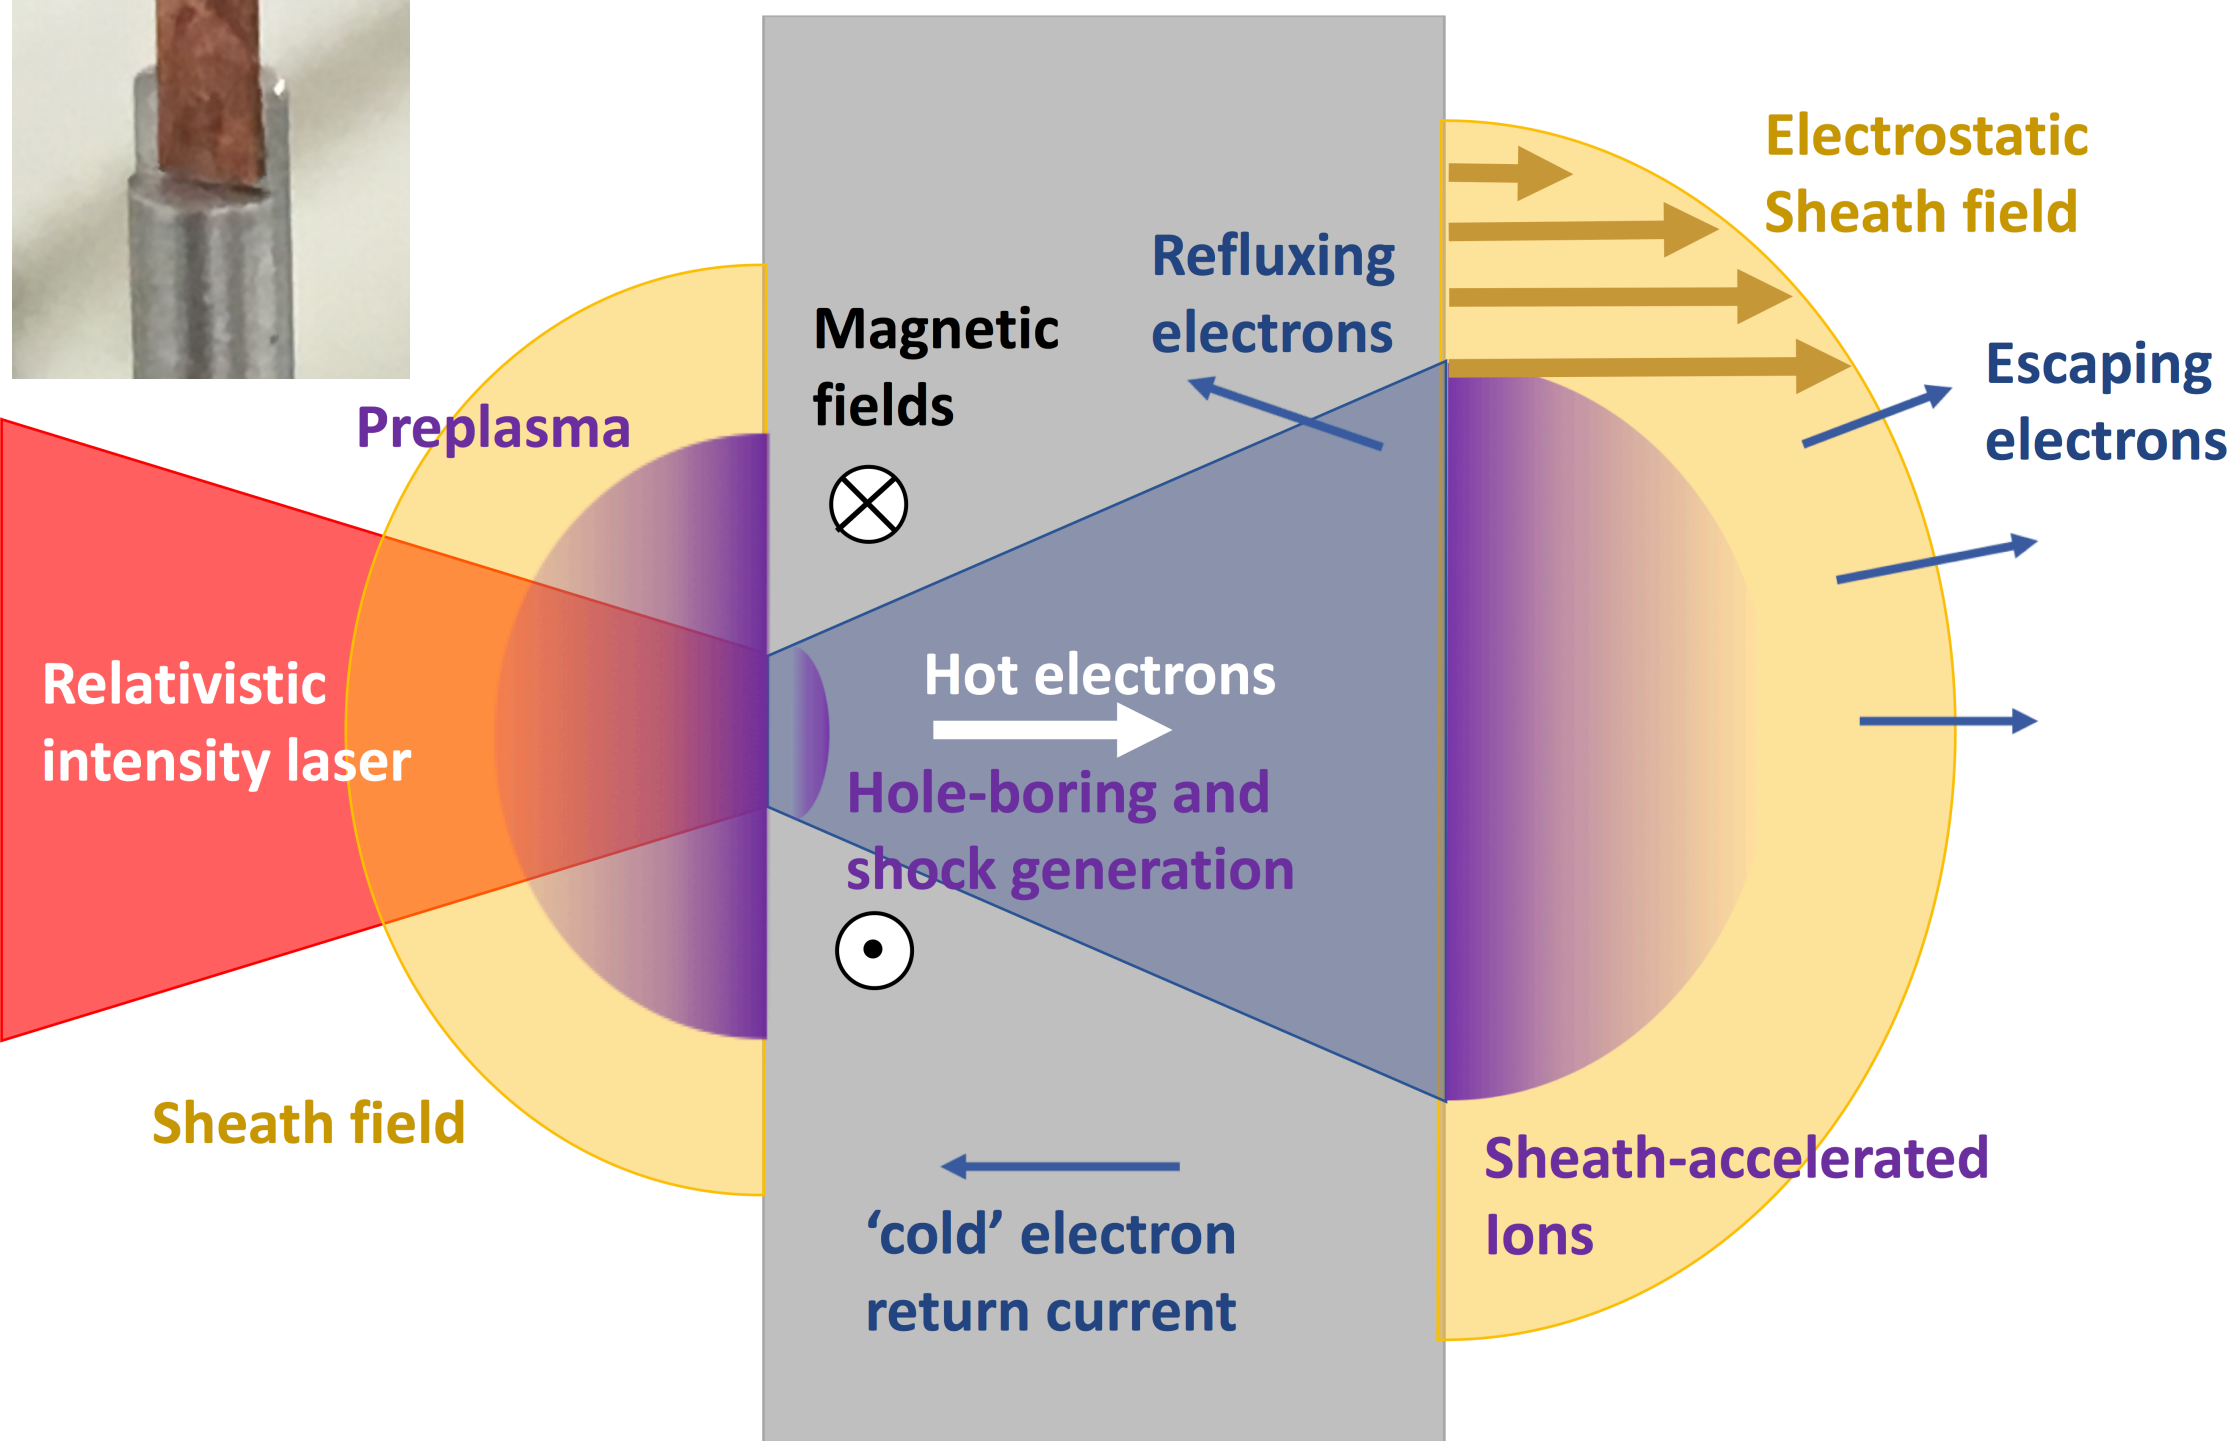 Electrostatic
Sheath field
Refluxing
electrons
Magnetic
fields
Escaping
electrons
Preplasma
Relativistic
intensity laser
Hot electrons
Hole-boring and
shock generation
Sheath field
Sheath-accelerated
Ions
‘cold’ electron
return current